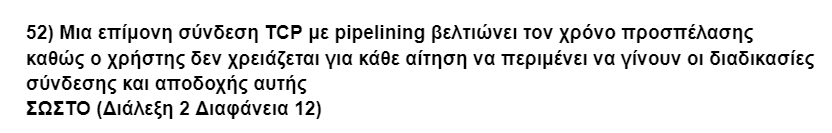 52) Μια επίμονη σύνδεση TCP με pipelining βελτιώνει τον χρόνο προσπέλασης
καθώς ο χρήστης δεν χρειάζεται για κάθε αίτηση να περιμένει να γίνουν οι διαδικασίες
σύνδεσης και αποδοχής αυτής
ΣΩΣΤΟ (Διάλεξη 2 Διαφάνεια 12)